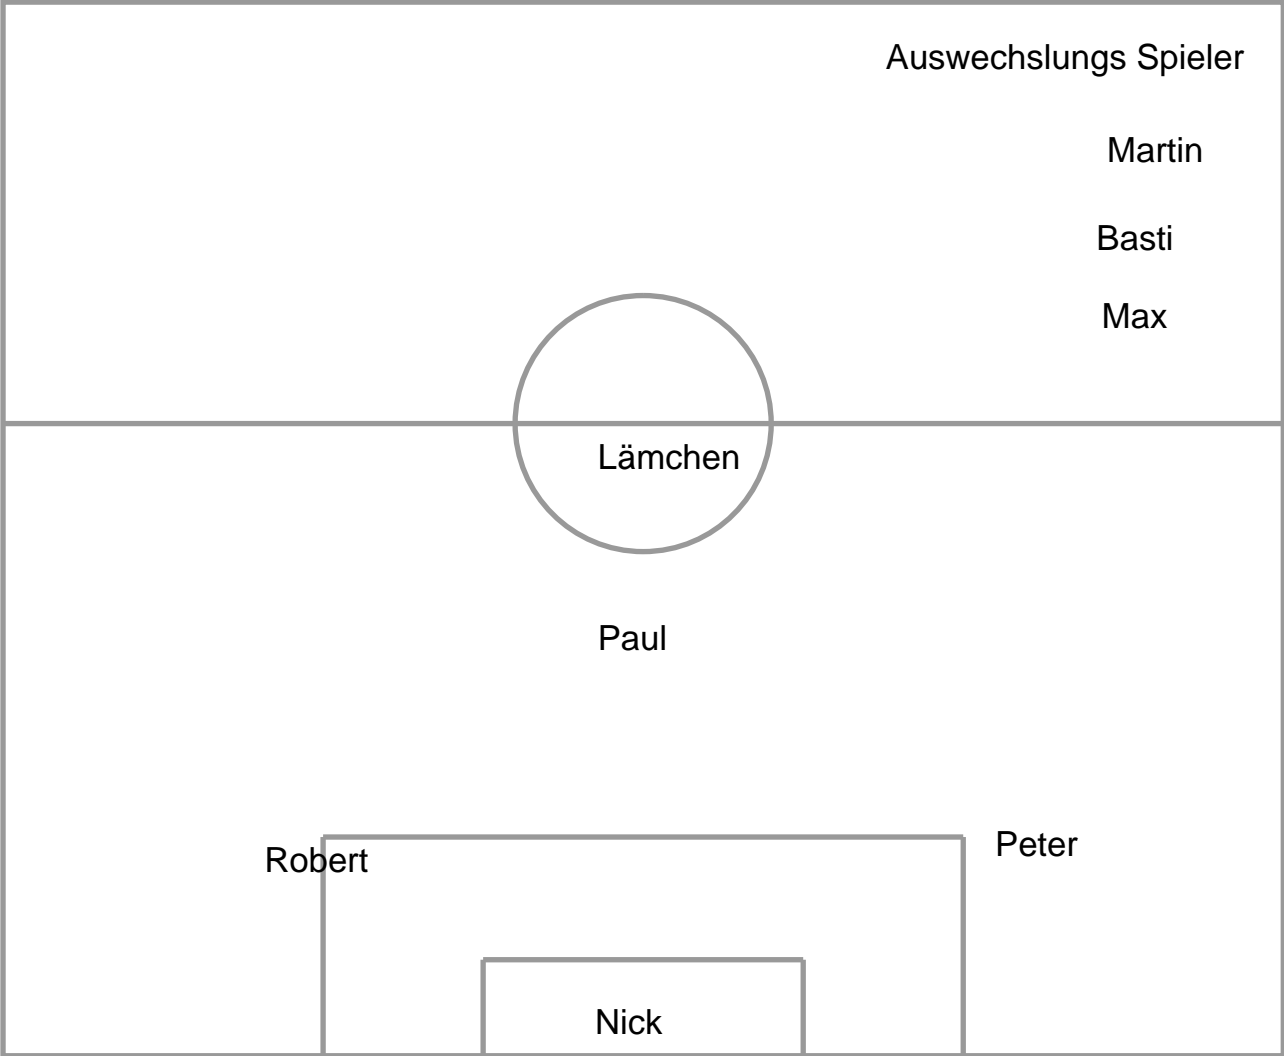 Auswechslungs Spieler
Martin
Basti
Max
Lämchen
Paul
Robert
Peter
Nick